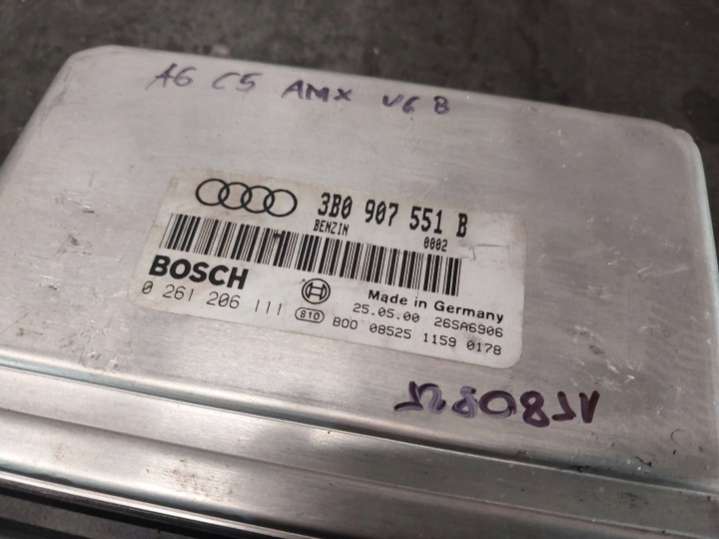 A6 C5 AMX V6 B
3B0 907 551 B
BENZIN 0002
BOSCH
Made in Germany
0 261 206 111
25.05.00 26SA6906
810 BOO 08525 1159 0178